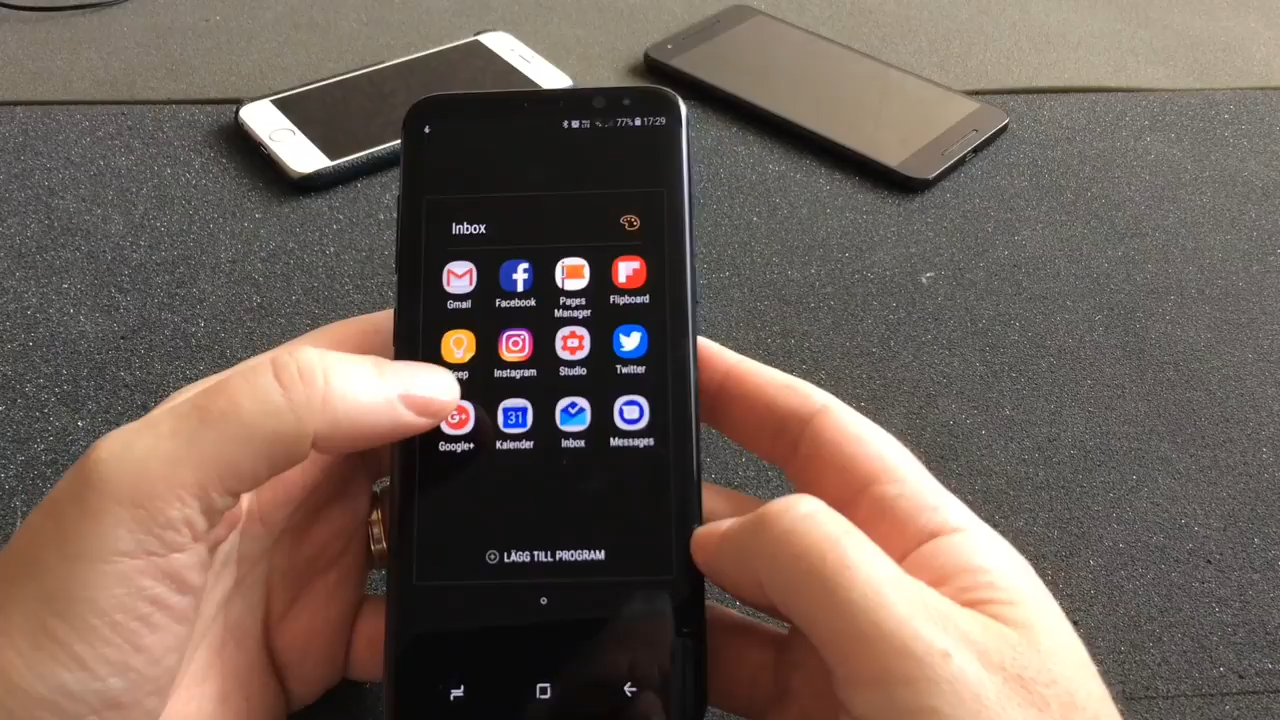 77% 17:29
Inbox
Gmail Facebook Pages Manager Flipboard
eep Instagram Studio Twitter
G+ 31
Google+ Kalender Inbox Messages
LÄGG TILL PROGRAM